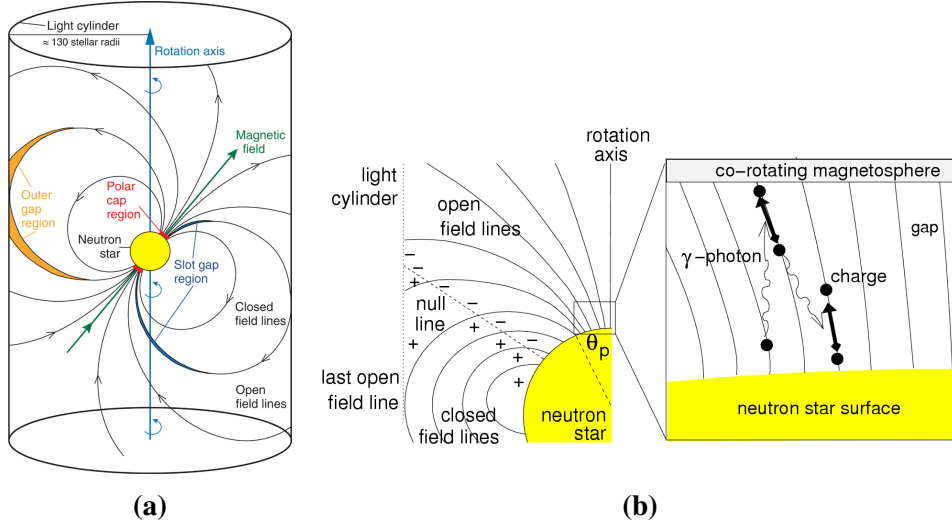 Light cylinder
≈ 130 stellar radii
Rotation axis
Magnetic
field
Outer
gap
region
Polar
cap
region
Neutron
star
Slot gap
region
Closed
field lines
Open
field lines
(a)
rotation
axis
light
cylinder
open
field lines
null
line
θp
last open
field line
closed
field lines
neutron
star
co-rotating magnetosphere
gap
γ-photon
charge
neutron star surface
(b)